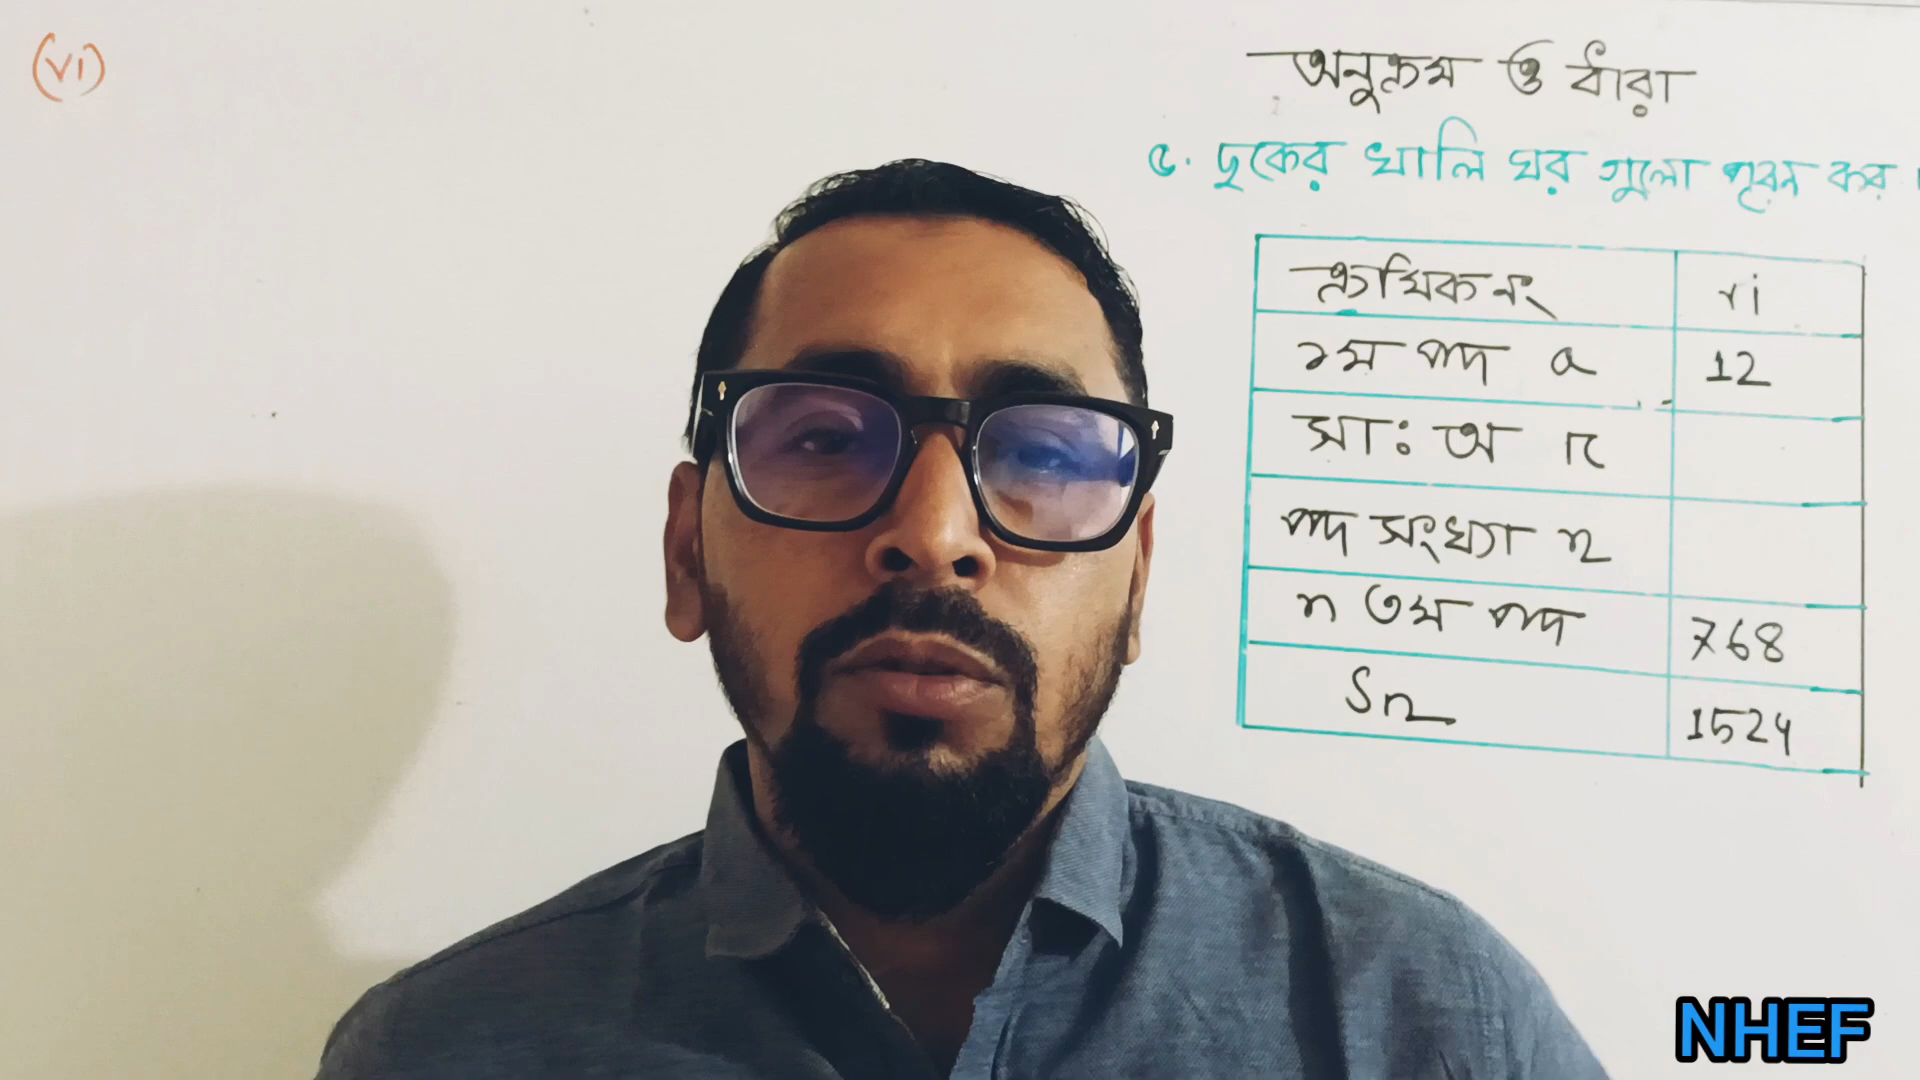 (vi)
অনুক্রম ও ধারা
৫. ছকের খালি ঘর গুলো পূরন কর।
ক্রমিক নং vi
১ম পদ a 12
সাঃ অ r
পদ সংখ্যা n
n তম পদ 768
Sn 1524
NHEF